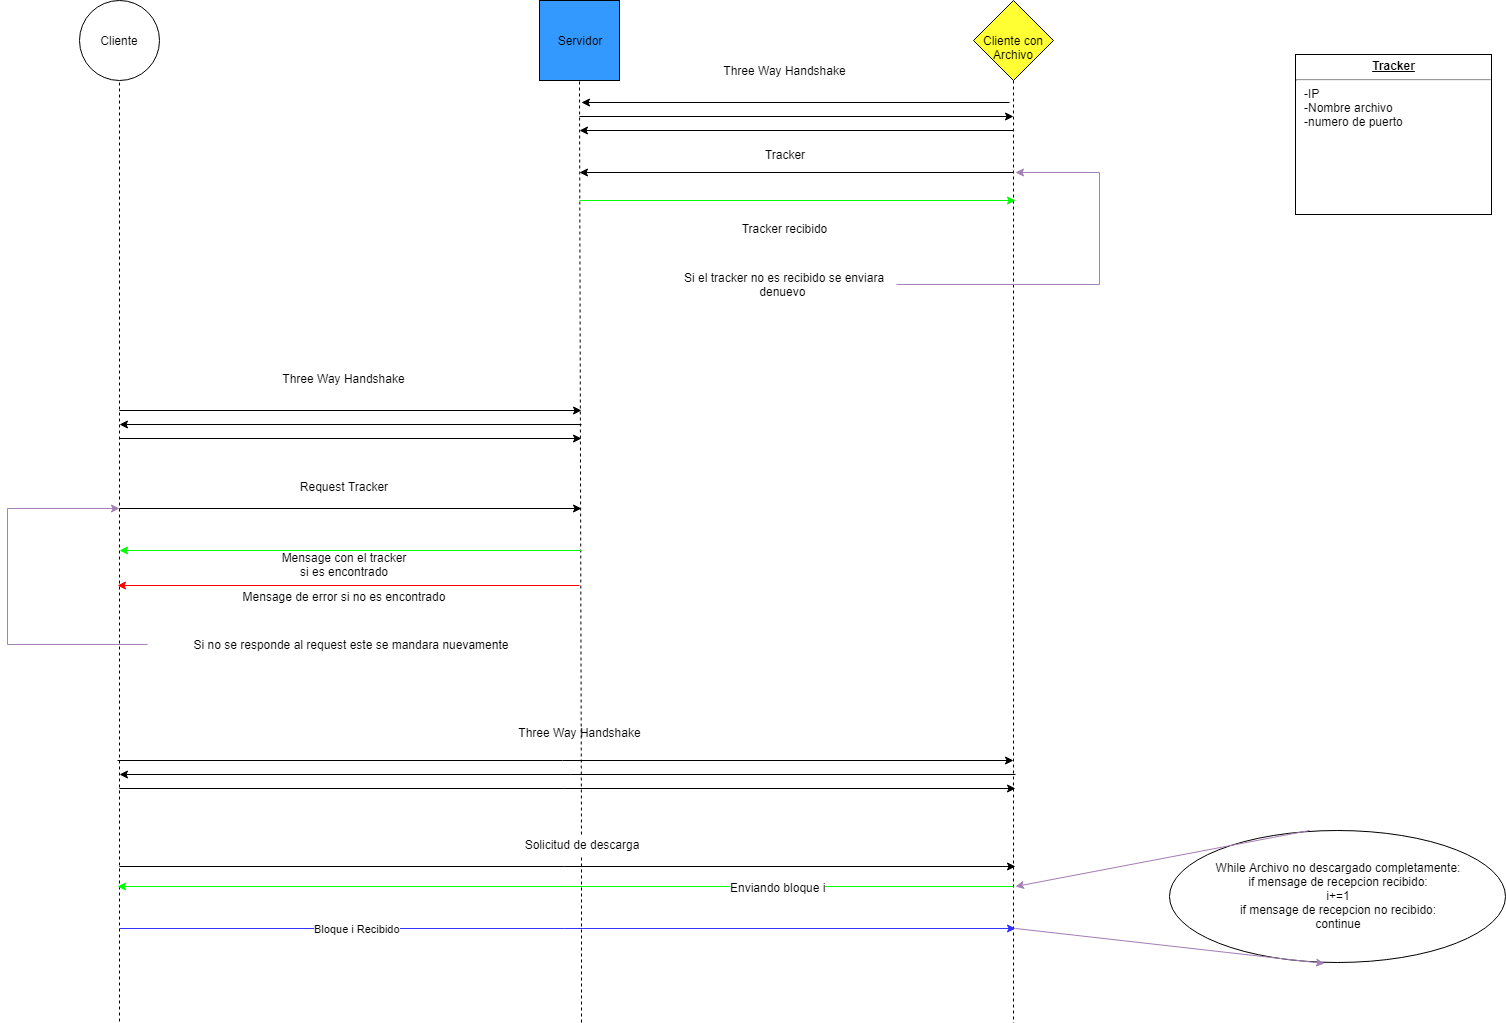 Cliente
Servidor
Cliente con
Archivo
Tracker
-IP
-Nombre archivo
-numero de puerto
Three Way Handshake
Tracker
Tracker recibido
Si el tracker no es recibido se enviara
denuevo
Three Way Handshake
Request Tracker
Mensage con el tracker
si es encontrado
Mensage de error si no es encontrado
Si no se responde al request este se mandara nuevamente
Three Way Handshake
Solicitud de descarga
Enviando bloque i
Bloque i Recibido
While Archivo no descargado completamente:
if mensage de recepcion recibido:
i+=1
if mensage de recepcion no recibido:
continue